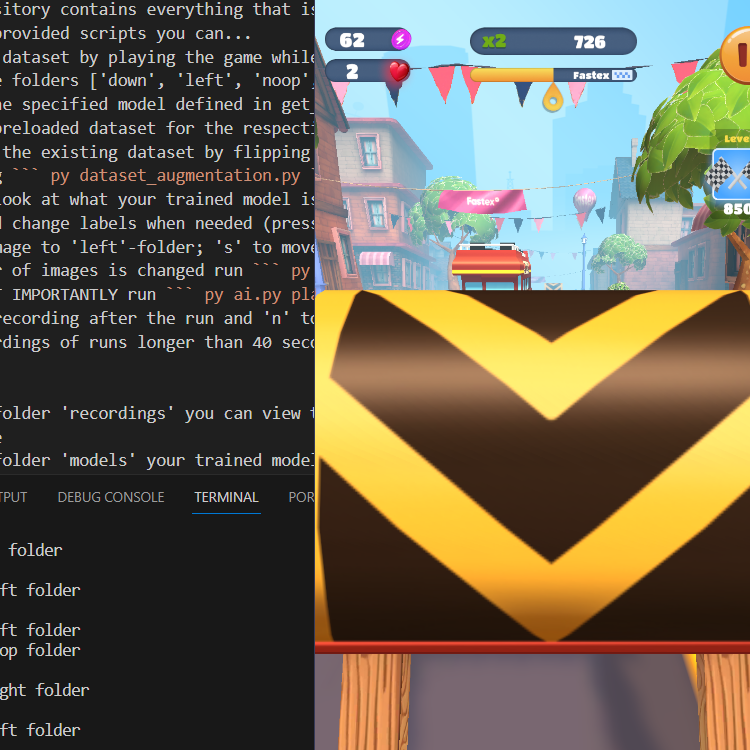 sitory contains everything that is
provided scripts you can...
dataset by playing the game while
e folders ['down', 'left', 'noop',
he specified model defined in get_
preloaded dataset for the respecti
the existing dataset by flipping
g ``` py dataset_augmentation.py `
look at what your trained model is
d change labels when needed (press
mage to 'left'-folder; 's' to move
r of images is changed run ``` py
T IMPORTANTLY run ``` py ai.py pla
recording after the run and 'n' to
rdings of runs longer than 40 seco
folder 'recordings' you can view t
e
folder 'models' your trained model
TPUT DEBUG CONSOLE TERMINAL POR
folder
ft folder
ft folder
op folder
ght folder
ft folder
62
x2 726
2
Fastex
Leve
Fastex
850